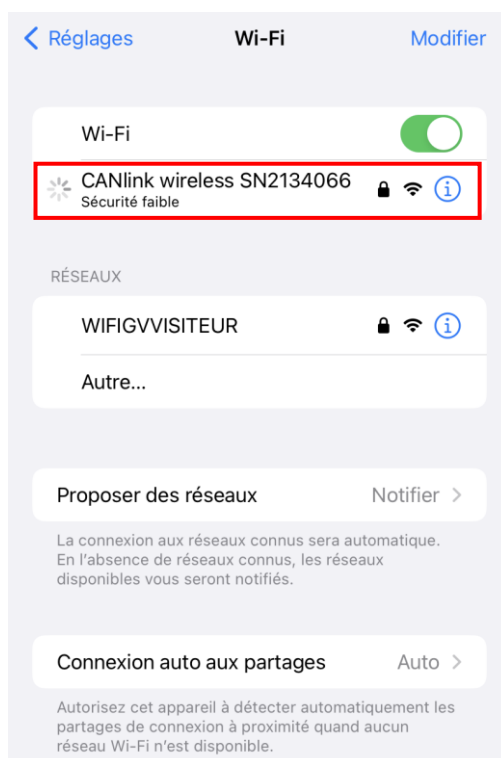 Réglages Wi-Fi Modifier
Wi-Fi
CANlink wireless SN2134066
Sécurité faible
RÉSEAUX
WIFIGVVISITEUR
Autre...
Proposer des réseaux Notifier
La connexion aux réseaux connus sera automatique.
En l'absence de réseaux connus, les réseaux
disponibles vous seront notifiés.
Connexion auto aux partages Auto
Autorisez cet appareil à détecter automatiquement les
partages de connexion à proximité quand aucun
réseau Wi-Fi n'est disponible.